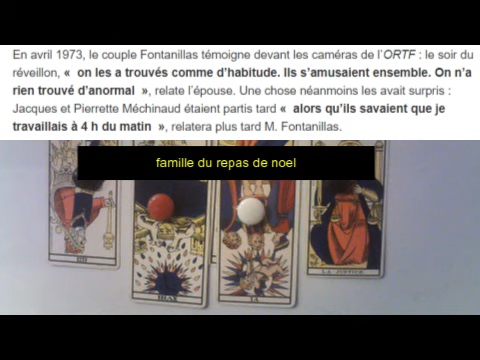 En avril 1973, le couple Fontanillas témoigne devant les caméras de l'ORTF : le soir du
réveillon, « on les a trouvés comme d'habitude. Ils s'amusaient ensemble. On n'a
rien trouvé d'anormal », relate l'épouse. Une chose néanmoins les avait surpris :
Jacques et Pierrette Méchinaud étaient partis tard « alors qu'ils savaient que je
travaillais à 4 h du matin », relatera plus tard M. Fontanillas.
famille du repas de noel
LA JUSTICE